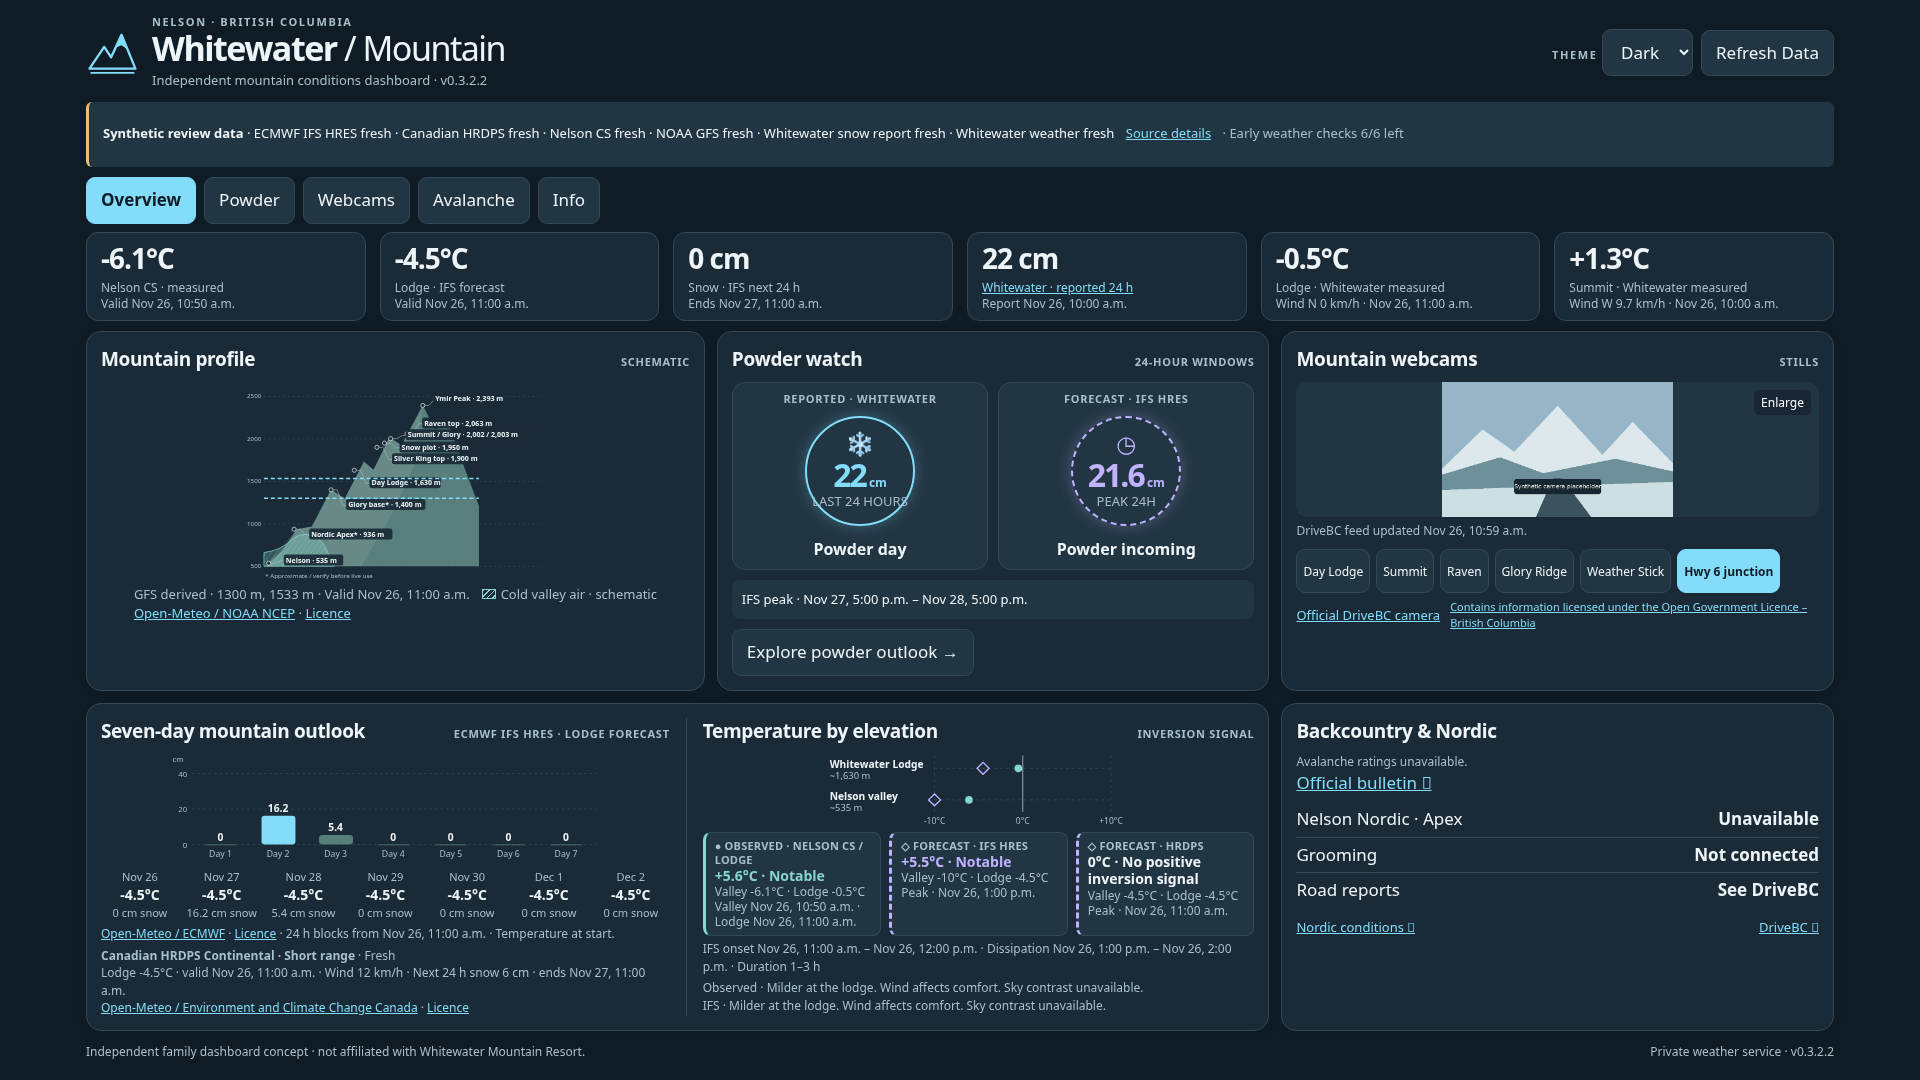 NELSON · BRITISH COLUMBIA
Whitewater / Mountain
Independent mountain conditions dashboard · v0.3.2.2
THEME
Dark
Refresh Data
Synthetic review data · ECMWF IFS HRES fresh · Canadian HRDPS fresh · Nelson CS fresh · NOAA GFS fresh · Whitewater snow report fresh · Whitewater weather fresh Source details · Early weather checks 6/6 left
Overview
Powder
Webcams
Avalanche
Info
-6.1°C
Nelson CS · measured
Valid Nov 26, 10:50 a.m.
-4.5°C
Lodge · IFS forecast
Valid Nov 26, 11:00 a.m.
0 cm
Snow · IFS next 24 h
Ends Nov 27, 11:00 a.m.
22 cm
Whitewater · reported 24 h
Report Nov 26, 10:00 a.m.
-0.5°C
Lodge · Whitewater measured
Wind N 0 km/h · Nov 26, 11:00 a.m.
+1.3°C
Summit · Whitewater measured
Wind W 9.7 km/h · Nov 26, 10:00 a.m.
Mountain profile
SCHEMATIC
2500
2000
1500
1000
500
Ymir Peak · 2,393 m
Raven top · 2,063 m
Summit / Glory · 2,002 / 2,003 m
Snow plot · 1,950 m
Silver King top · 1,900 m
Day Lodge · 1,630 m
Glory base* · 1,400 m
Nordic Apex* · 936 m
Nelson · 535 m
* Approximate / verify before live use
GFS derived · 1300 m, 1533 m · Valid Nov 26, 11:00 a.m. Cold valley air · schematic
Open-Meteo / NOAA NCEP · Licence
Powder watch
24-HOUR WINDOWS
REPORTED · WHITEWATER
22 cm
LAST 24 HOURS
Powder day
FORECAST · IFS HRES
21.6 cm
PEAK 24H
Powder incoming
IFS peak · Nov 27, 5:00 p.m. – Nov 28, 5:00 p.m.
Explore powder outlook →
Mountain webcams
STILLS
Enlarge
Synthetic camera placeholder
DriveBC feed updated Nov 26, 10:59 a.m.
Day Lodge
Summit
Raven
Glory Ridge
Weather Stick
Hwy 6 junction
Official DriveBC camera
Contains information licensed under the Open Government Licence –
British Columbia
Seven-day mountain outlook
ECMWF IFS HRES · LODGE FORECAST
cm
40
20
0
0
16.2
5.4
0
0
0
0
Day 1
Day 2
Day 3
Day 4
Day 5
Day 6
Day 7
Nov 26
Nov 27
Nov 28
Nov 29
Nov 30
Dec 1
Dec 2
-4.5°C
-4.5°C
-4.5°C
-4.5°C
-4.5°C
-4.5°C
-4.5°C
0 cm snow
16.2 cm snow
5.4 cm snow
0 cm snow
0 cm snow
0 cm snow
0 cm snow
Open-Meteo / ECMWF · Licence · 24 h blocks from Nov 26, 11:00 a.m. · Temperature at start.
Canadian HRDPS Continental · Short range · Fresh
Lodge -4.5°C · valid Nov 26, 11:00 a.m. · Wind 12 km/h · Next 24 h snow 6 cm · ends Nov 27, 11:00
a.m.
Open-Meteo / Environment and Climate Change Canada · Licence
Temperature by elevation
INVERSION SIGNAL
Whitewater Lodge
~1,630 m
Nelson valley
~535 m
-10°C
0°C
+10°C
● OBSERVED · NELSON CS /
LODGE
+5.6°C · Notable
Valley -6.1°C · Lodge -0.5°C
Valley Nov 26, 10:50 a.m. ·
Lodge Nov 26, 11:00 a.m.
◇ FORECAST · IFS HRES
+5.5°C · Notable
Valley -10°C · Lodge -4.5°C
Peak · Nov 26, 1:00 p.m.
◇ FORECAST · HRDPS
0°C · No positive
inversion signal
Valley -4.5°C · Lodge -4.5°C
Peak · Nov 26, 11:00 a.m.
IFS onset Nov 26, 11:00 a.m. – Nov 26, 12:00 p.m. · Dissipation Nov 26, 1:00 p.m. – Nov 26, 2:00
p.m. · Duration 1–3 h
Observed · Milder at the lodge. Wind affects comfort. Sky contrast unavailable.
IFS · Milder at the lodge. Wind affects comfort. Sky contrast unavailable.
Backcountry & Nordic
Avalanche ratings unavailable.
Official bulletin
Nelson Nordic · Apex
Unavailable
Grooming
Not connected
Road reports
See DriveBC
Nordic conditions
DriveBC
Independent family dashboard concept · not affiliated with Whitewater Mountain Resort.
Private weather service · v0.3.2.2